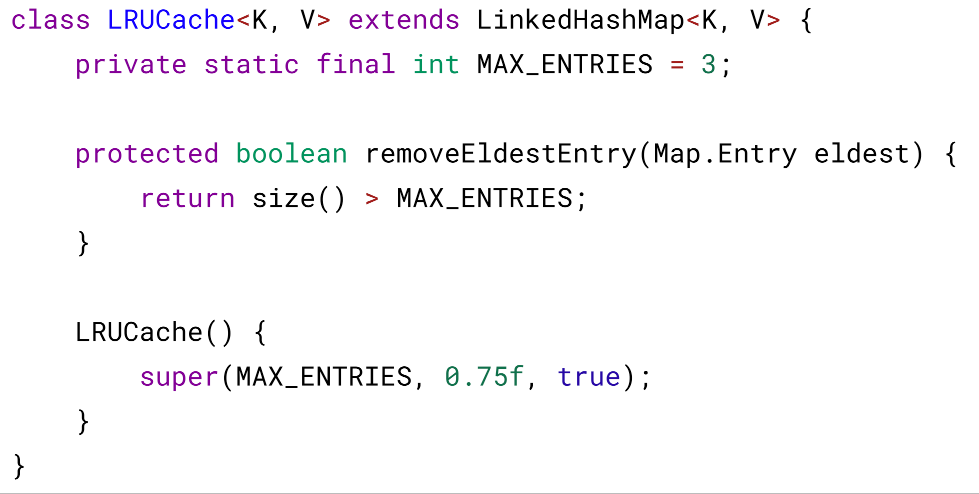 class LRUCache<K, V> extends LinkedHashMap<K, V> {
    private static final int MAX_ENTRIES = 3;

    protected boolean removeEldestEntry(Map.Entry eldest) {
        return size() > MAX_ENTRIES;
    }

    LRUCache() {
        super(MAX_ENTRIES, 0.75f, true);
    }
}